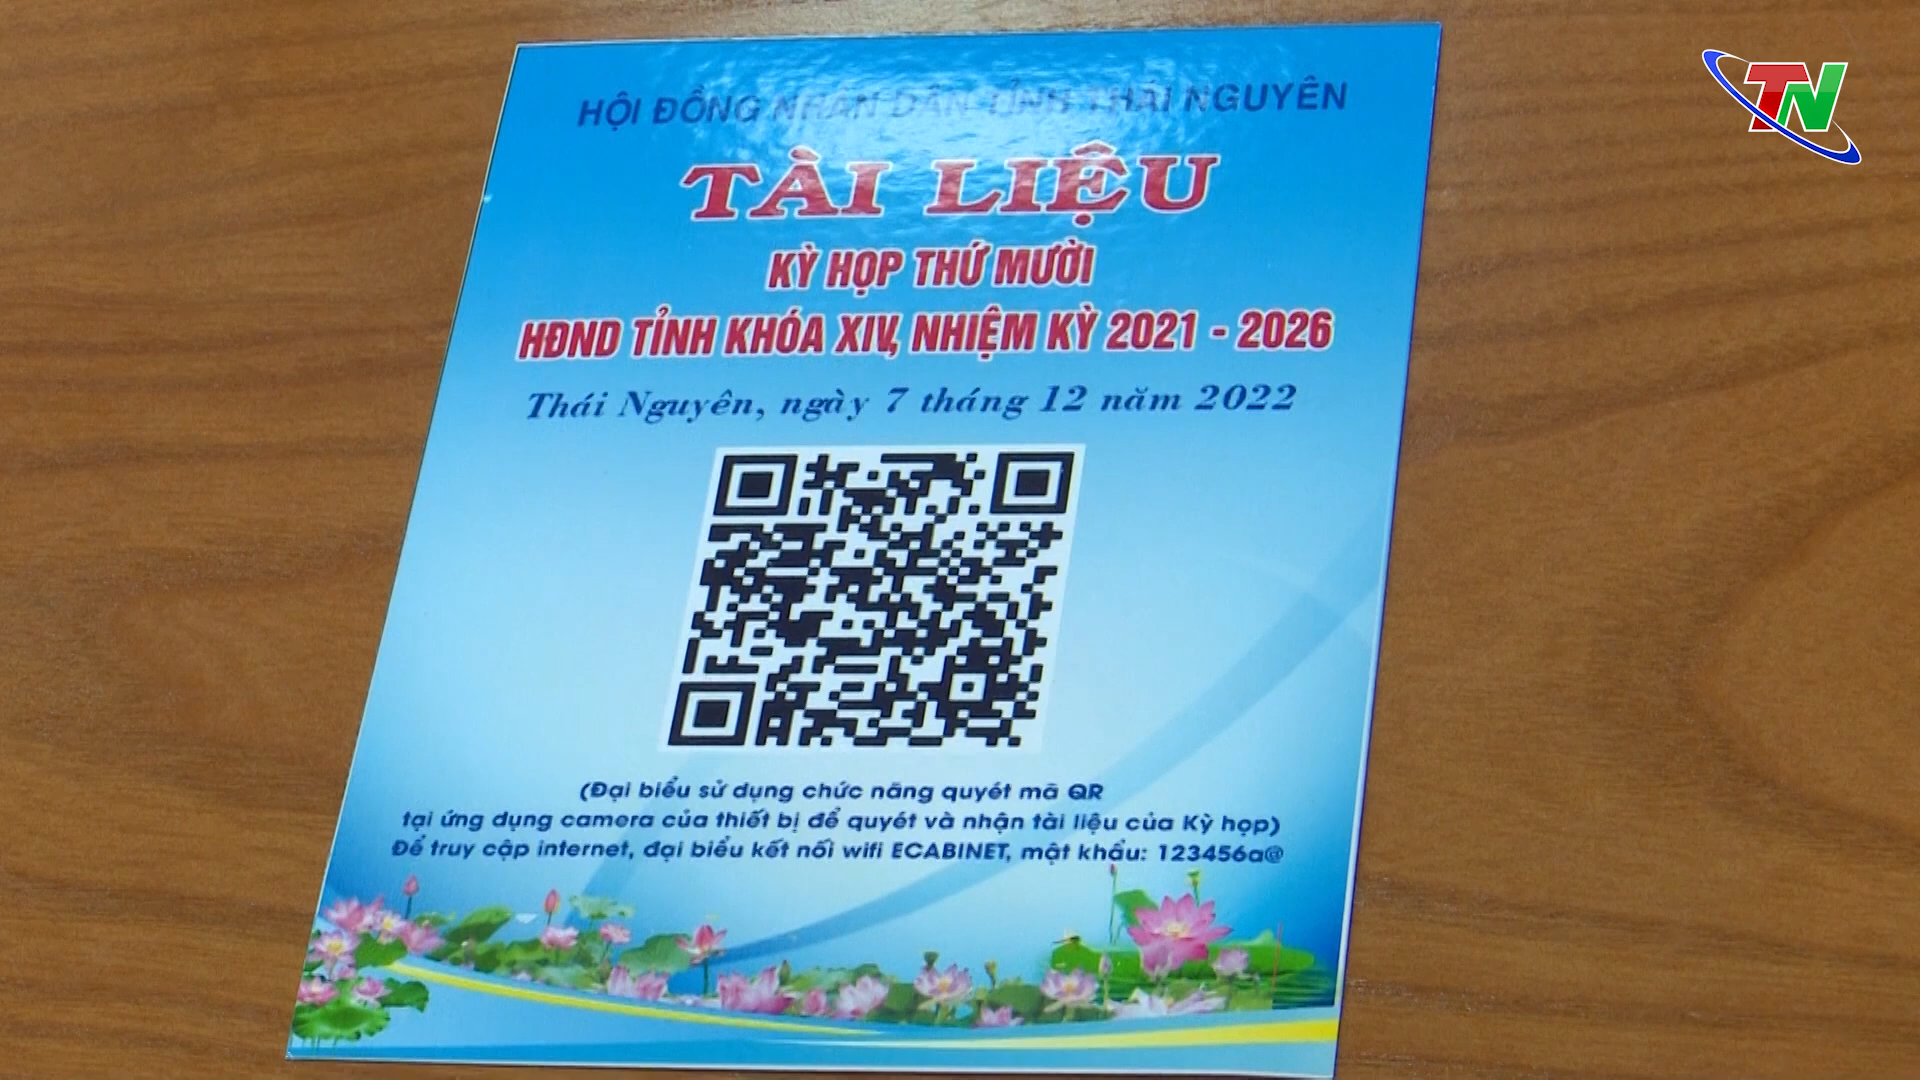 TN
HỘI ĐỒNG NHÂN DÂN TỈNH THÁI NGUYÊN
TÀI LIỆU
KỲ HỌP THỨ MƯỜI
HĐND TỈNH KHÓA XIV, NHIỆM KỲ 2021 - 2026
Thái Nguyên, ngày 7 tháng 12 năm 2022
(Đại biểu sử dụng chức năng quyét mã QR
tại ứng dụng camera của thiết bị để quyét và nhận tài liệu của Kỳ họp)
Để truy cập internet, đại biểu kết nối wifi ECABINET, mật khẩu: 123456a@